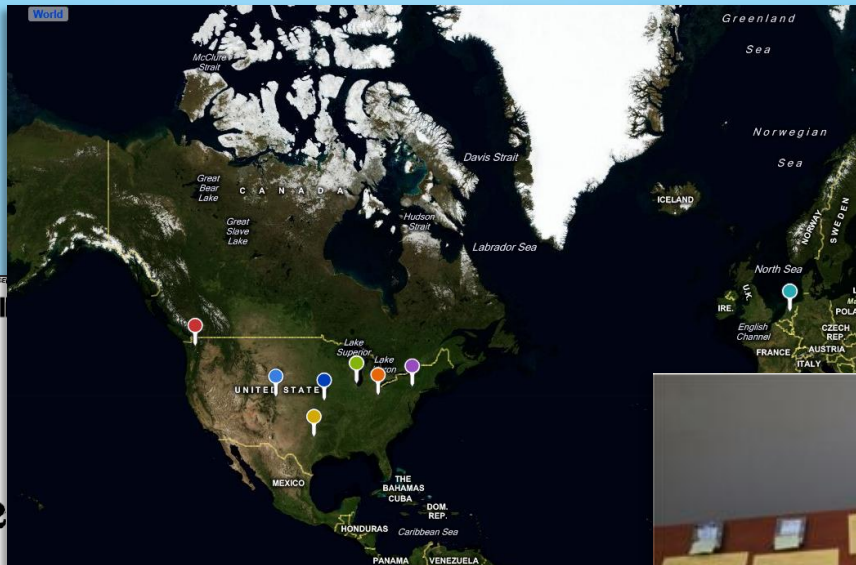 World
Greenland
Sea
McClure
Strait
Norwegian
Sea
Davis Strait
Great
Bear
Lake
CANADA
ICELAND
Great
Slave
Lake
Hudson
Strait
Labrador Sea
NORWAY
SWEDEN
North Sea
U.K.
IRE.
English
Channel
CZECH
REP.
FRANCE
AUSTRIA
ITALY
Lake
Superior
Lake
UNITED STATE
MEXICO
THE
BAHAMAS
CUBA
DOM.
REP.
HONDURAS
Caribbean Sea
PANAMA
VENEZUELA